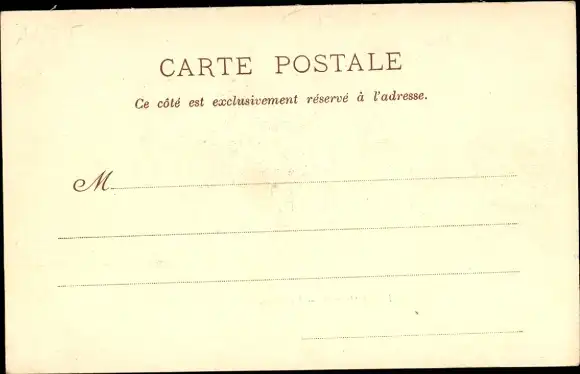 CARTE POSTALE
Ce côté est exclusivement réservé à l'adresse.
M